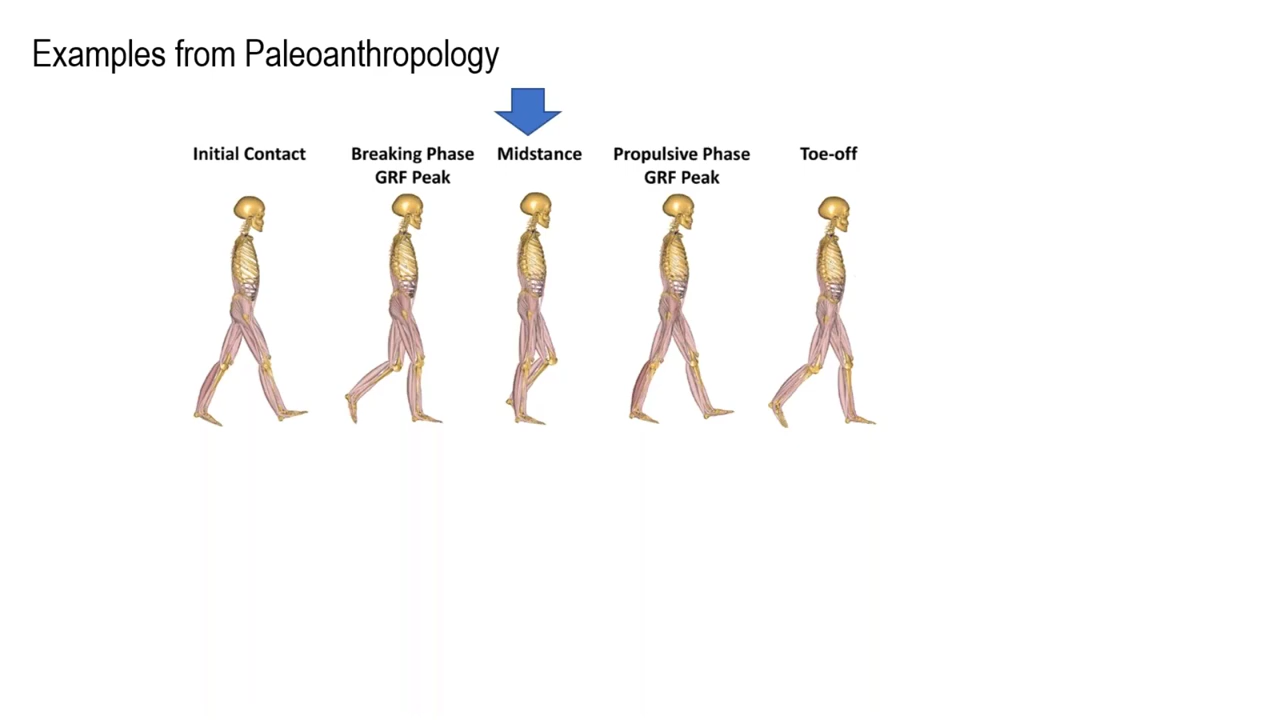 Examples from Paleoanthropology
Initial Contact
Breaking Phase
GRF Peak
Midstance
Propulsive Phase
GRF Peak
Toe-off